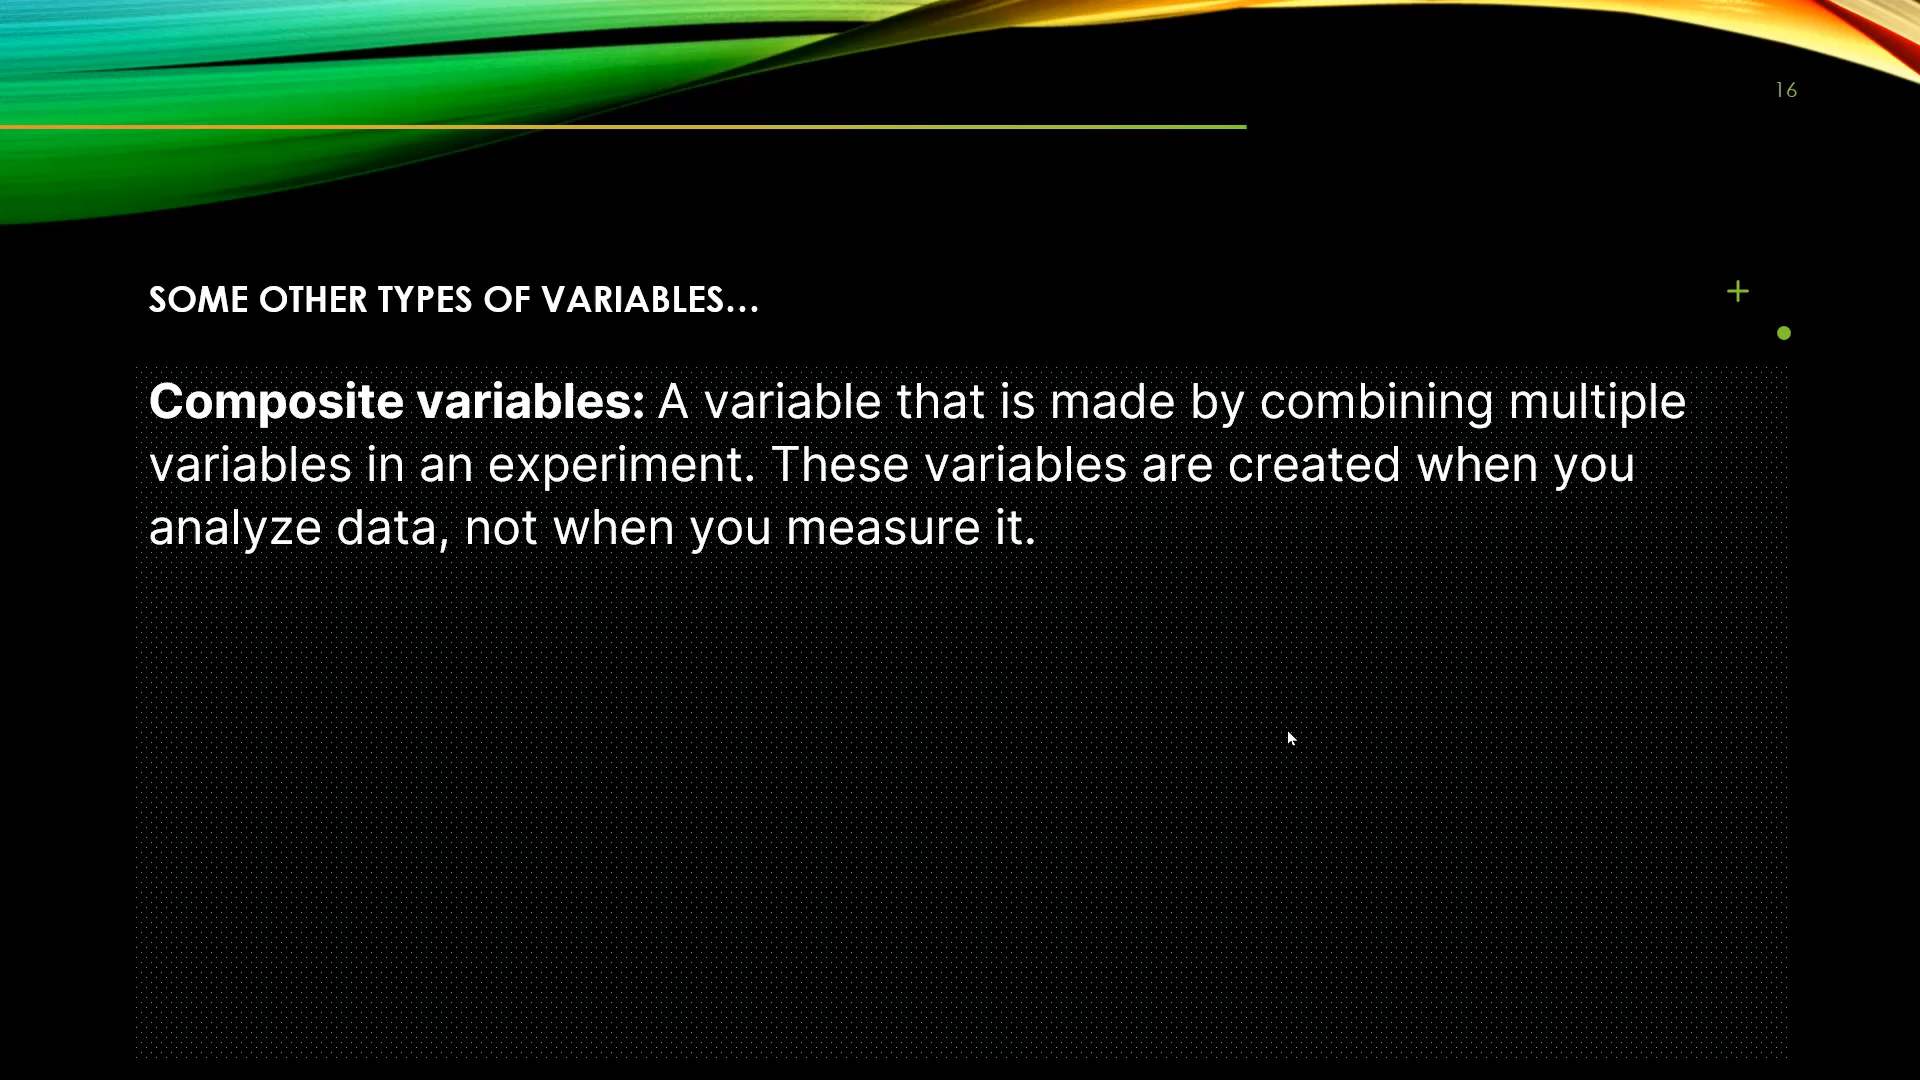 16
SOME OTHER TYPES OF VARIABLES…
Composite variables: A variable that is made by combining multiple
variables in an experiment. These variables are created when you
analyze data, not when you measure it.